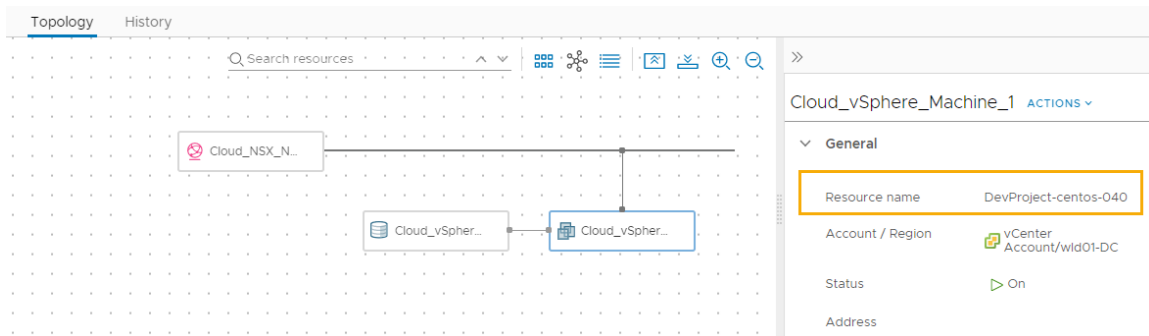 Topology History
Search resources
Cloud_NSX_N...
Cloud_vSpher...
Cloud_vSpher...
Cloud_vSphere_Machine_1 ACTIONS
General
Resource name DevProject-centos-040
Account / Region vCenter
Account/wld01-DC
Status On
Address